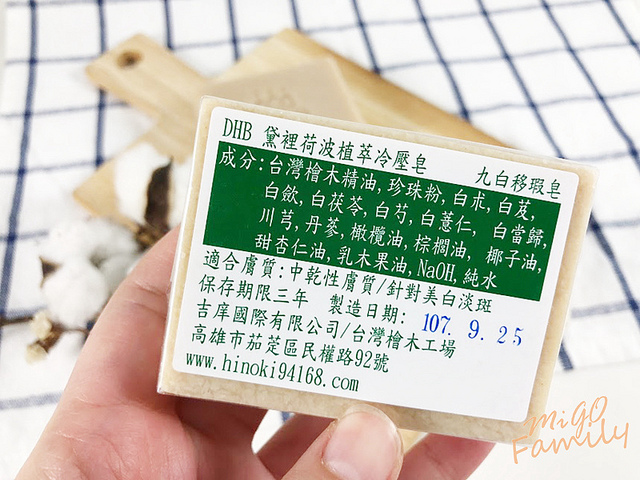 DHB 黛裡荷波植萃冷壓皂 九白移瑕皂
成分:台灣檜木精油,珍珠粉,白朮,白芨,
白歛,白茯苓,白芍,白薏仁, 白當歸,
川芎,丹蔘,橄欖油,棕櫚油, 椰子油,
甜杏仁油,乳木果油,NaOH,純水
適合膚質:中乾性膚質/針對美白淡斑
保存期限三年 製造日期: 107. 9. 25
吉岸國際有限公司/台灣檜木工場
高雄市茄萣區民權路92號
www.hinoki94168.com
MiGO
Family